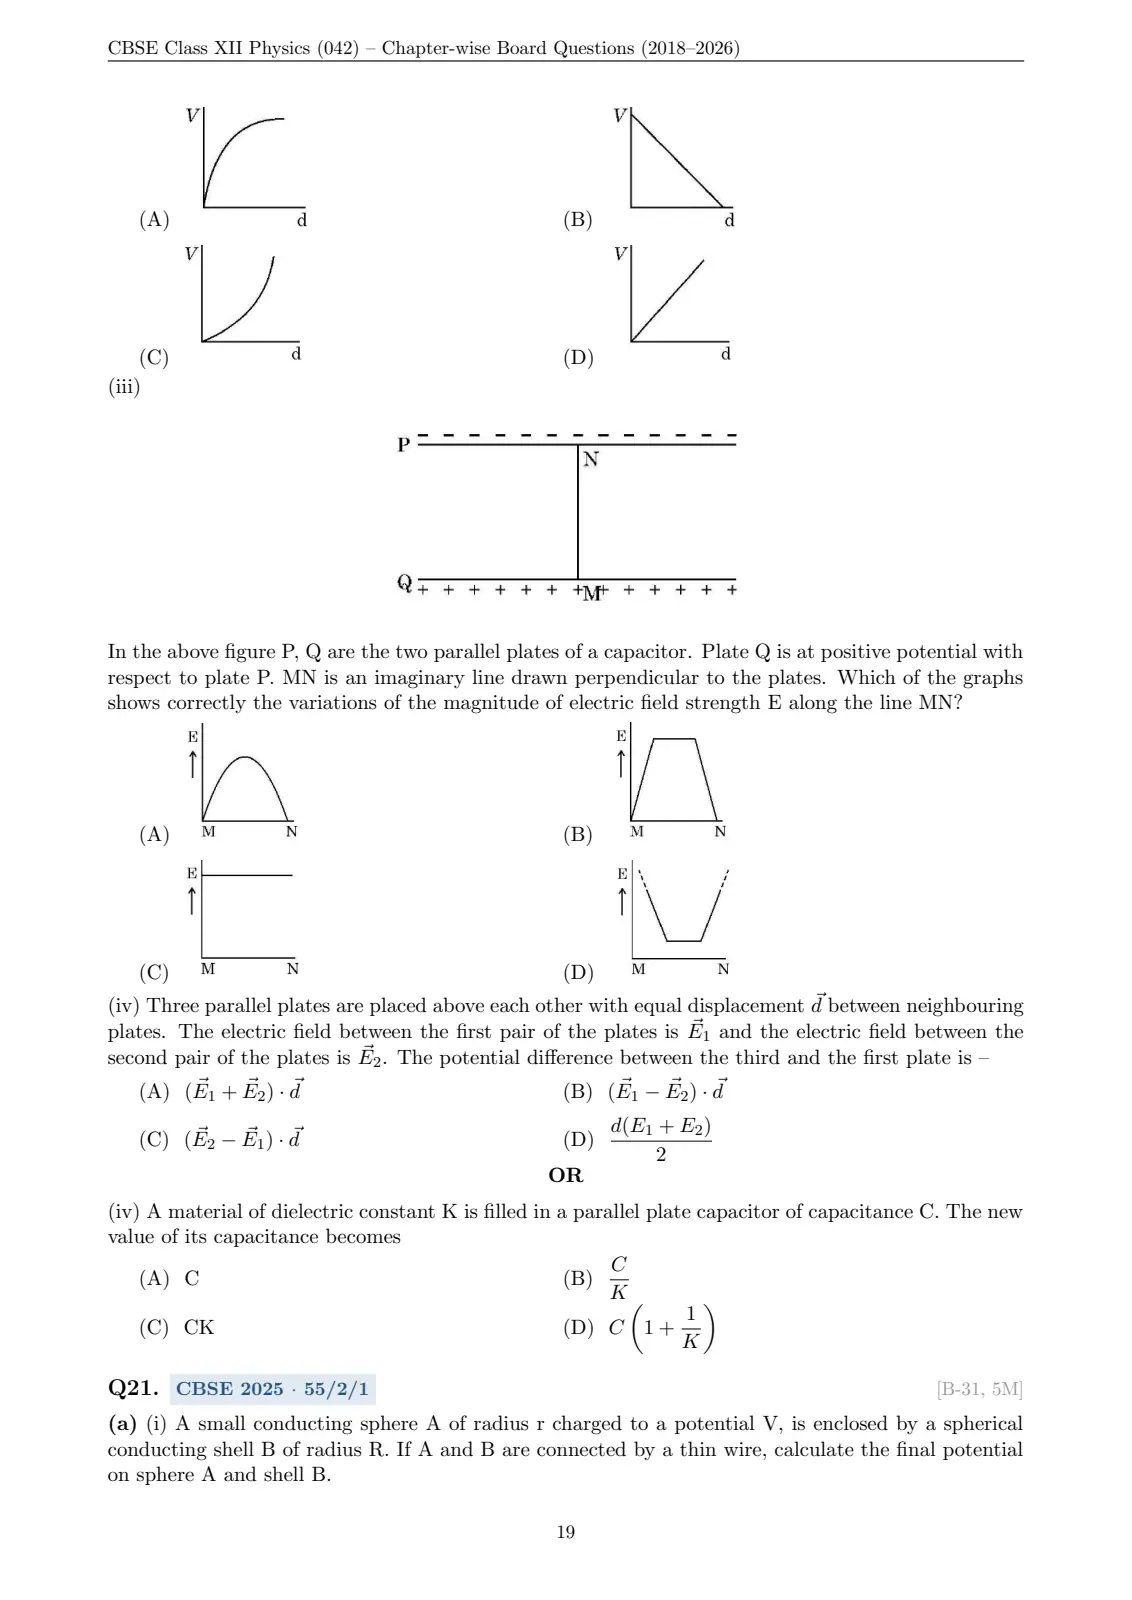 CBSE Class XII Physics (042) – Chapter-wise Board Questions (2018–2026)
V
d
(A)
V
d
(B)
V
d
(C)
V
d
(D)
(iii)
P – – – – – – – – – – – – –
N
Q + + + + + + + M + + + + + +
In the above figure P, Q are the two parallel plates of a capacitor. Plate Q is at positive potential with
respect to plate P. MN is an imaginary line drawn perpendicular to the plates. Which of the graphs
shows correctly the variations of the magnitude of electric field strength E along the line MN?
E
↑
(A) M N
E
↑
(B) M N
E
↑
(C) M N
E
↑
(D) M N
(iv) Three parallel plates are placed above each other with equal displacement d⃗ between neighbouring
plates. The electric field between the first pair of the plates is E⃗₁ and the electric field between the
second pair of the plates is E⃗₂. The potential difference between the third and the first plate is –
(A) (E⃗₁ + E⃗₂) · d⃗ (B) (E⃗₁ − E⃗₂) · d⃗
(C) (E⃗₂ − E⃗₁) · d⃗ (D) d(E₁ + E₂)/2
OR
(iv) A material of dielectric constant K is filled in a parallel plate capacitor of capacitance C. The new
value of its capacitance becomes
(A) C (B) C/K
(C) CK (D) C(1 + 1/K)
Q21. CBSE 2025 · 55/2/1 [B-31, 5M]
(a) (i) A small conducting sphere A of radius r charged to a potential V, is enclosed by a spherical
conducting shell B of radius R. If A and B are connected by a thin wire, calculate the final potential
on sphere A and shell B.
19